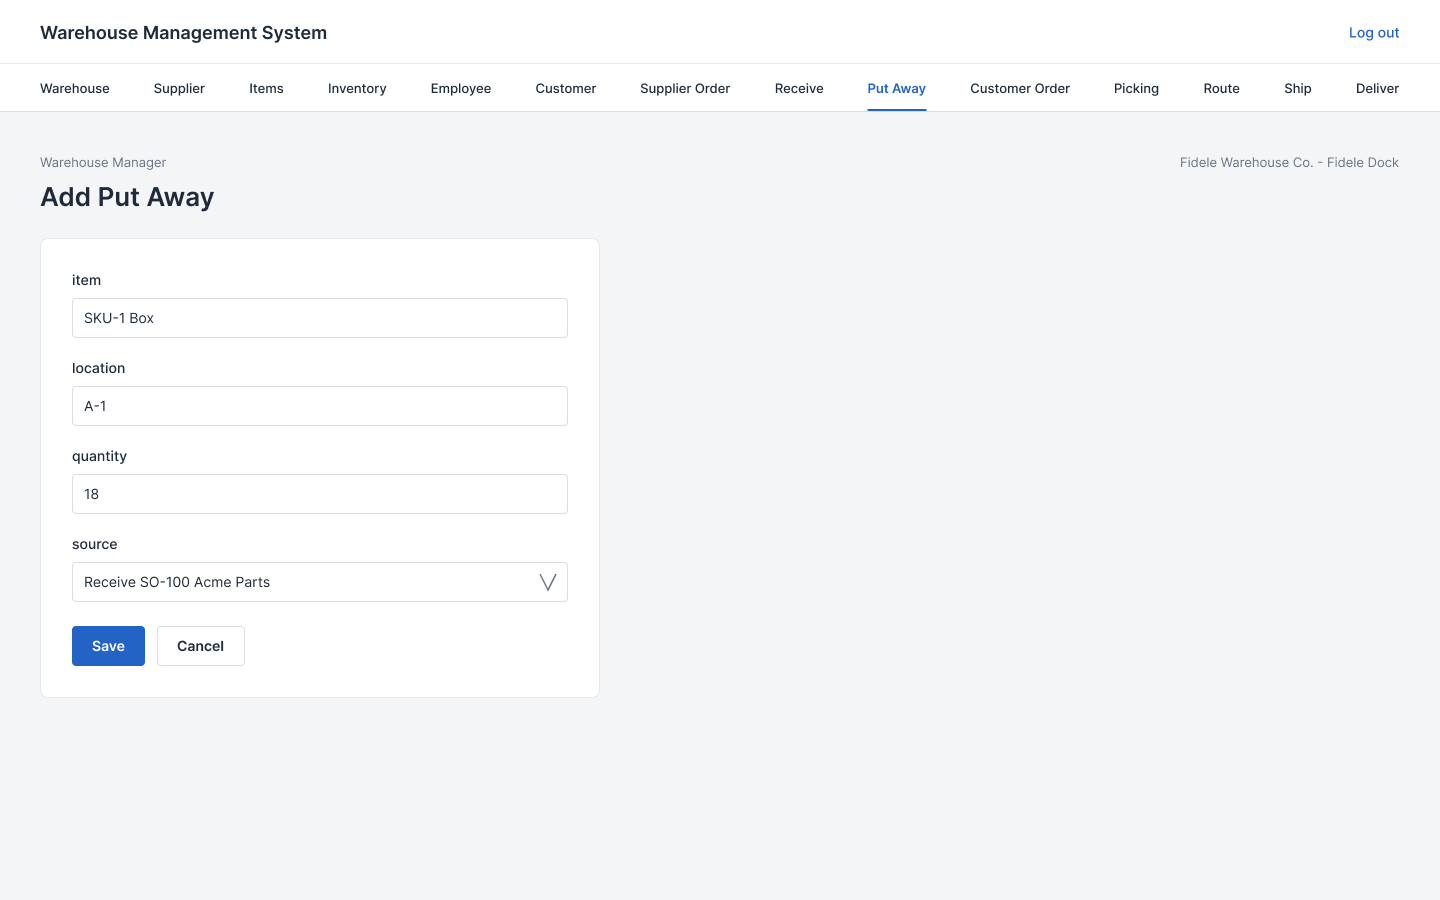 Warehouse Management System
Log out
Warehouse Supplier Items Inventory Employee Customer Supplier Order Receive Put Away Customer Order Picking Route Ship Deliver
Warehouse Manager
Fidele Warehouse Co. - Fidele Dock
Add Put Away
item
SKU-1 Box
location
A-1
quantity
18
source
Receive SO-100 Acme Parts
Save Cancel